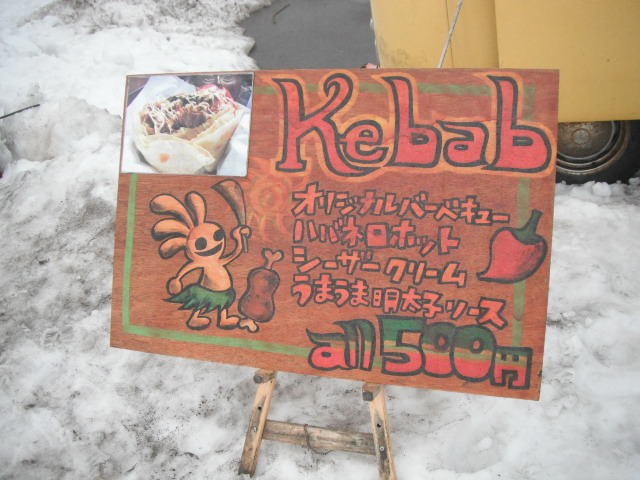 Kebab
オリジナルバーベキュー
ハバネロホット
シーザークリーム
うまうま明太子ソース
all 500円